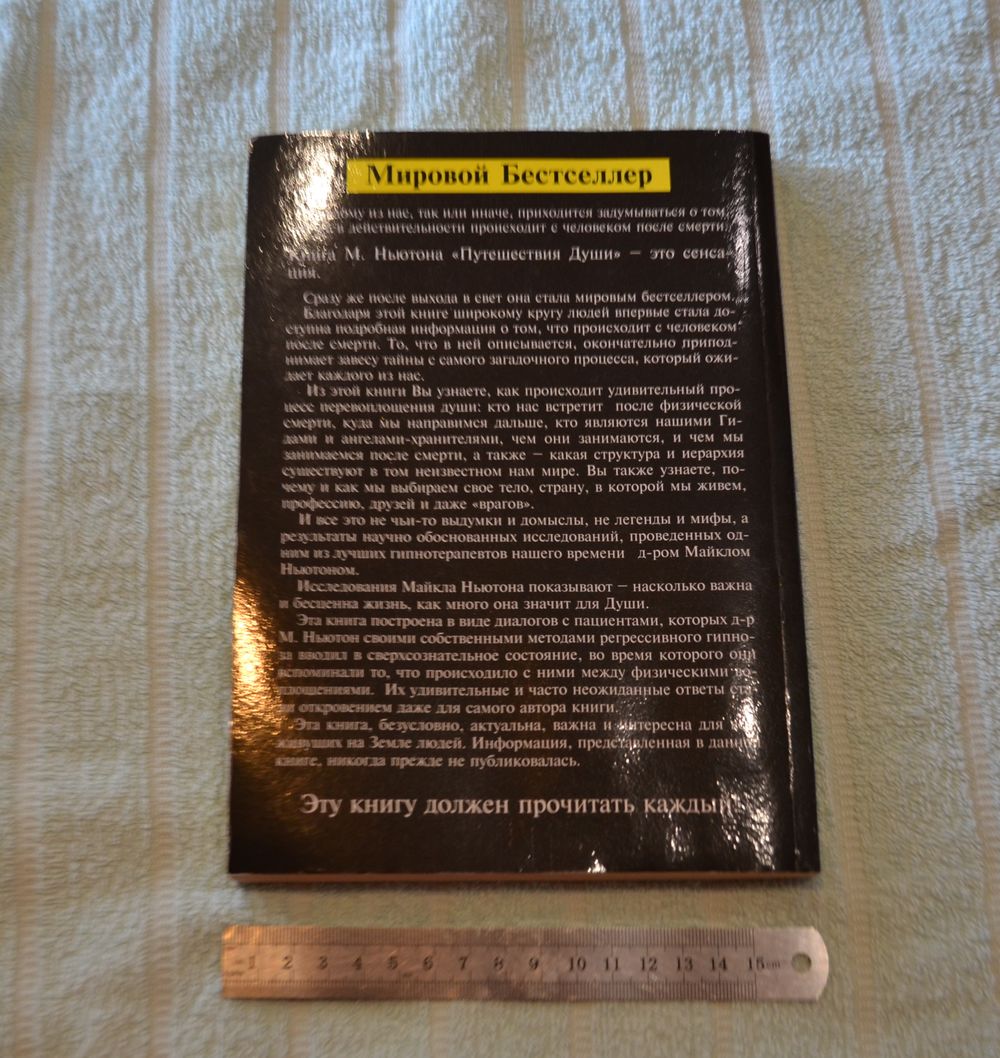 Мировой Бестселлер
из нас, так или иначе, приходится задумываться о том,
в действительности происходит с человеком после смерти.
Книга М. Ньютона «Путешествия Души» – это сенса-
ция.
Сразу же после выхода в свет она стала мировым бестселлером.
Благодаря этой книге широкому кругу людей впервые стала до-
ступна подробная информация о том, что происходит с человеком
после смерти. То, что в ней описывается, окончательно припод-
нимает завесу тайны с самого загадочного процесса, который ожи-
дает каждого из нас.
Из этой книги Вы узнаете, как происходит удивительный про-
цесс перевоплощения души: кто нас встретит после физической
смерти, куда мы направимся дальше, кто являются нашими Ги-
дами и ангелами-хранителями, чем они занимаются, и чем мы
занимаемся после смерти, а также – какая структура и иерархия
существуют в том неизвестном нам мире. Вы также узнаете, по-
чему и как мы выбираем свое тело, страну, в которой мы живем,
профессию, друзей и даже «врагов».
И все это не чьи-то выдумки и домыслы, не легенды и мифы, а
результаты научно обоснованных исследований, проведенных од-
ним из лучших гипнотерапевтов нашего времени д-ром Майклом
Ньютоном.
Исследования Майкла Ньютона показывают – насколько важна
и бесценна жизнь, как много она значит для Души.
Эта книга построена в виде диалогов с пациентами, которых д-р
М. Ньютон своими собственными методами регрессивного гипно-
за вводил в сверхсознательное состояние, во время которого они
вспоминали то, что происходило с ними между физическими во-
площениями. Их удивительные и часто неожиданные ответы
откровением даже для самого автора книги.
Эта книга, безусловно, актуальна, важна и интересна для
живущих на Земле людей. Информация, представленная в
книге, никогда прежде не публиковалась.
Эту книгу должен прочитать каждый
1 2 3 4 5 6 7 8 9 10 11 12 13 14 15 cm